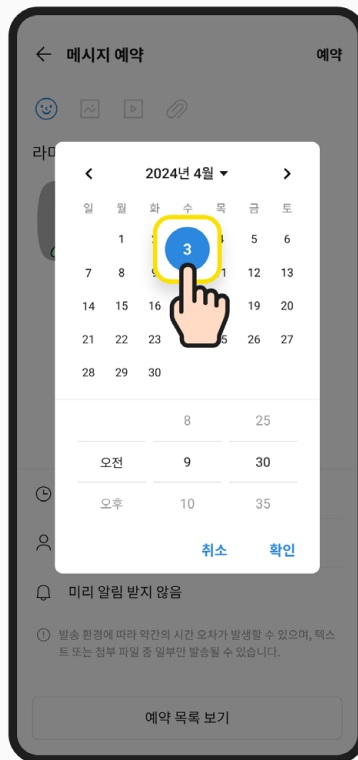 메시지 예약 예약
2024년 4월
일 월 화 수 목 금 토
1 3 5 6
7 8 12 13
14 15 16 19 20
21 22 23 26 27
28 29 30
8 25
오전 9 30
오후 10 35
취소 확인
미리 알림 받지 않음
발송 환경에 따라 약간의 시간 오차가 발생할 수 있으며, 텍스
트 또는 첨부 파일 중 일부만 발송될 수 있습니다.
예약 목록 보기